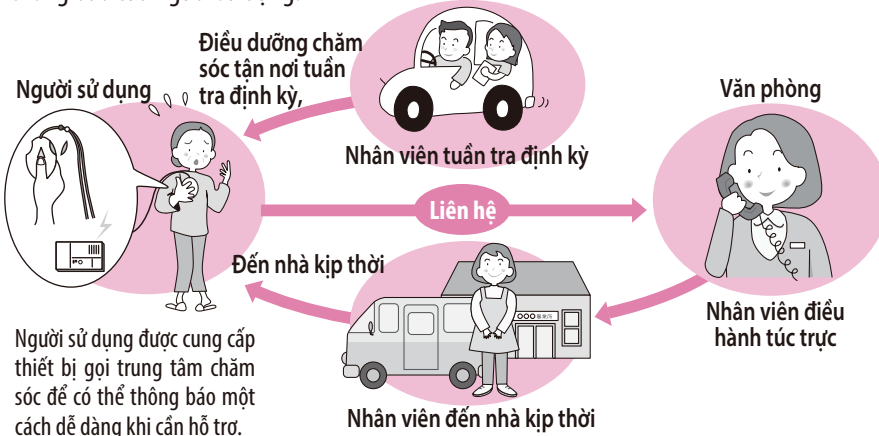 Điều dưỡng chăm
sóc tận nơi tuần
tra định kỳ,
Người sử dụng
Văn phòng
Nhân viên tuần tra định kỳ
Liên hệ
Đến nhà kịp thời
Nhân viên điều
hành túc trực
Người sử dụng được cung cấp
thiết bị gọi trung tâm chăm
sóc để có thể thông báo một
cách dễ dàng khi cần hỗ trợ.
Nhân viên đến nhà kịp thời